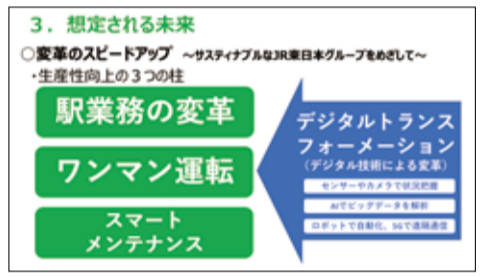 3．想定される未来
○変革のスピードアップ ～サスティナブルなJR東日本グループをめざして～
・生産性向上の３つの柱
駅業務の変革
ワンマン運転
スマート
メンテナンス
デジタルトランス
フォーメーション
（デジタル技術による変革）
センサーやカメラで状況把握
AIでビッグデータを解析
ロボットで自動化、5Gで遠隔通信